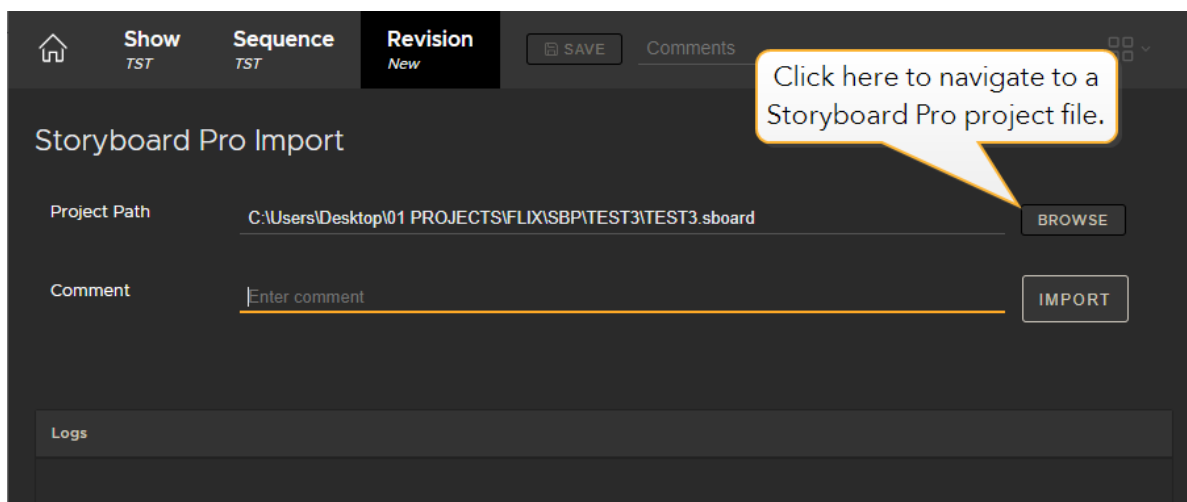 Show Sequence Revision
TST TST New SAVE Comments
Click here to navigate to a
Storyboard Pro project file.
Storyboard Pro Import
Project Path C:\Users\Desktop\01 PROJECTS\FLIX\SBP\TEST3\TEST3.sboard BROWSE
Comment Enter comment IMPORT
Logs